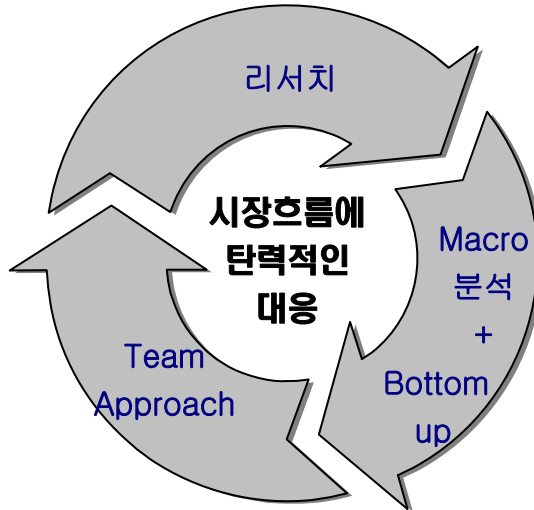 리서치
시장흐름에
탄력적인
대응
Macro
분석
+
Bottom
up
Team
Approach